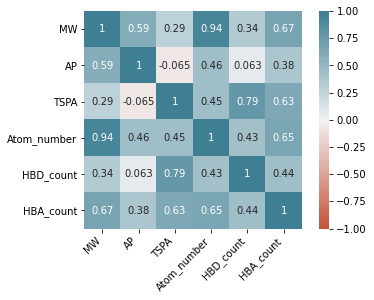 MW 1 0.59 0.29 0.94 0.34 0.67
AP 0.59 1 -0.065 0.46 0.063 0.38
TSPA 0.29 -0.065 1 0.45 0.79 0.63
Atom_number 0.94 0.46 0.45 1 0.43 0.65
HBD_count 0.34 0.063 0.79 0.43 1 0.44
HBA_count 0.67 0.38 0.63 0.65 0.44 1
MW AP TSPA Atom_number HBD_count HBA_count
1.00
0.75
0.50
0.25
0.00
−0.25
−0.50
−0.75
−1.00